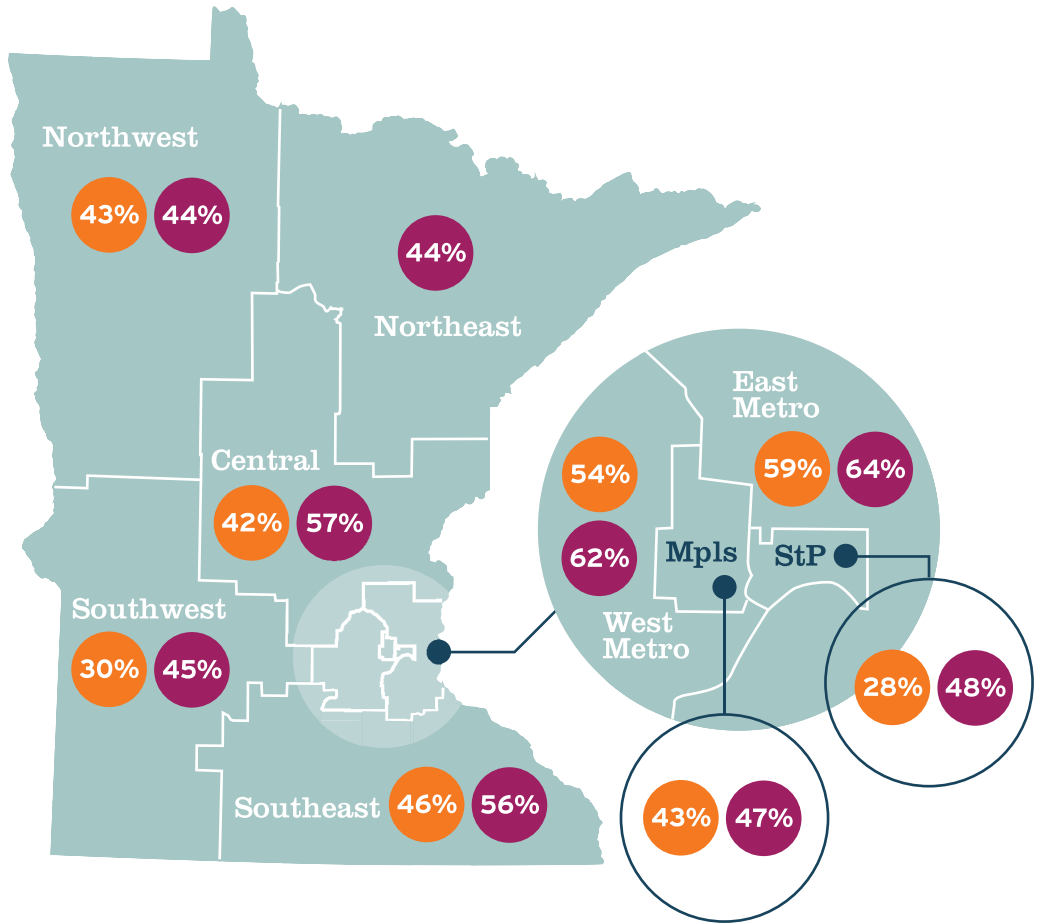 Northwest
43% 44%
44%
Northeast
East
Metro
59% 64%
54%
62%
Central
42% 57%
Mpls
StP
West
Metro
Southwest
30% 45%
28% 48%
Southeast
46% 56%
43% 47%